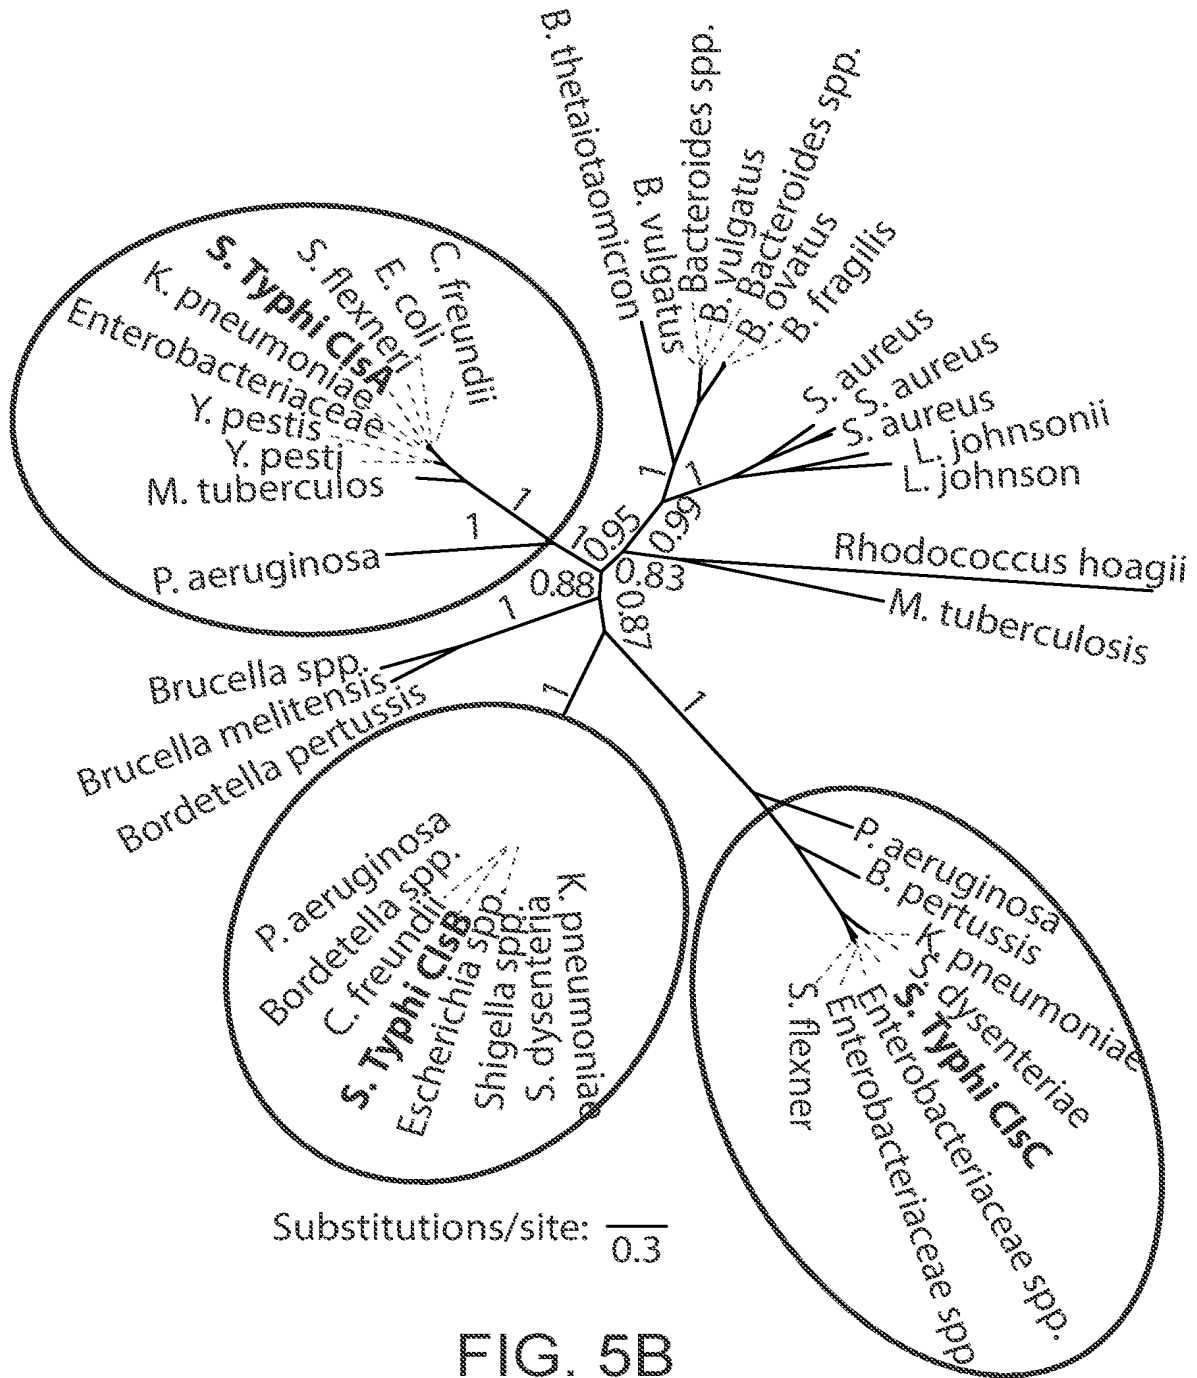 B. thetaiotaomicron
B. vulgatus
Bacteroides spp.
B. vulgatus
Bacteroides spp.
B. ovatus
B. fragilis
S. aureus
S. aureus
S. aureus
L. johnsonii
L. johnson
Rhodococcus hoagii
M. tuberculosis
C. freundii
E. coli
S. flexneri
S. Typhi ClsA
K. pneumoniae
Enterobacteriaceae
Y. pestis
Y. pesti
M. tuberculos
P. aeruginosa
1
1
1
1
1
0.95
0.99
0.88
0.83
0.87
1
1
1
Brucella spp.
Brucella melitensis
Bordetella pertussis
P. aeruginosa
Bordetella spp.
C. freundii
S. Typhi ClsB
Escherichia spp.
Shigella spp.
S. dysenteria
K. pneumoniae
P. aeruginosa
B. pertussis
K. pneumoniae
S. dysenteriae
S. Typhi ClsC
Enterobacteriaceae spp.
Enterobacteriaceae spp
S. flexner
Substitutions/site:
0.3
FIG. 5B